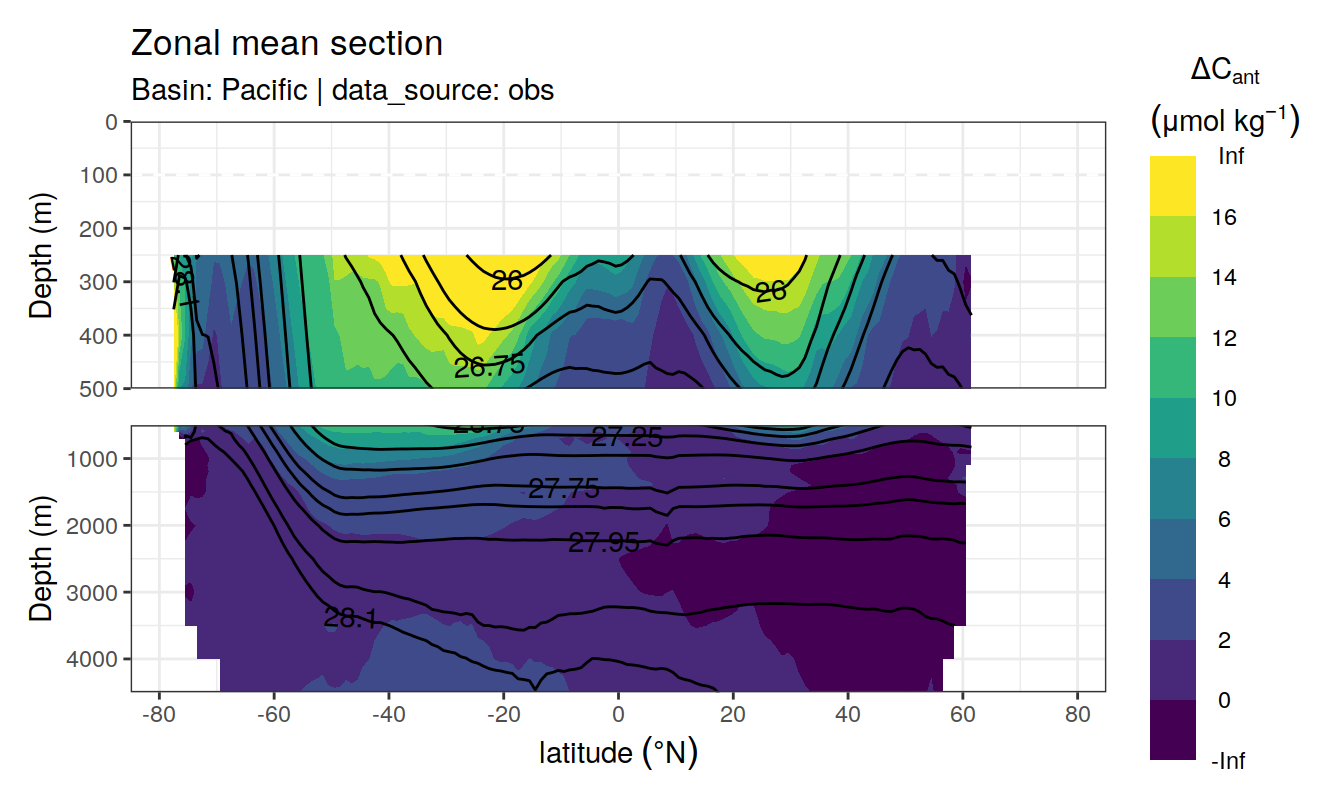 Zonal mean section
Basin: Pacific | data_source: obs
ΔCant
(μmol kg⁻¹)
Inf
16
14
12
10
8
6
4
2
0
-Inf
Depth (m)
0
100
200
300
400
500
28.1
26
26
26.75
Depth (m)
1000
2000
3000
4000
27.25
27.75
27.95
28.1
-80 -60 -40 -20 0 20 40 60 80
latitude (°N)